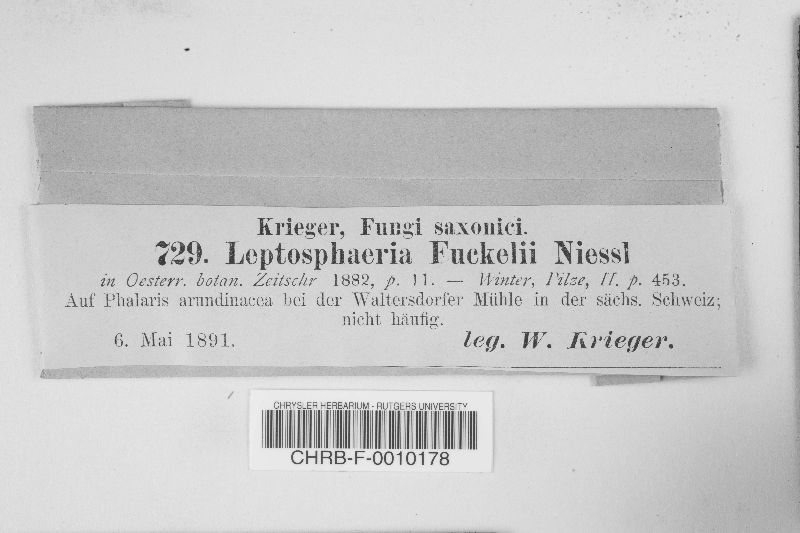 Krieger, Fungi saxonici.
729. Leptosphaeria Fuckelii Niessl
in Oesterr. botan. Zeitschr 1882, p. 11. — Winter, Pilze, II. p. 453.
Auf Phalaris arundinacea bei der Waltersdorfer Mühle in der sächs. Schweiz;
nicht häufig.
6. Mai 1891. leg. W. Krieger.
CHRYSLER HERBARIUM - RUTGERS UNIVERSITY
CHRB-F-0010178